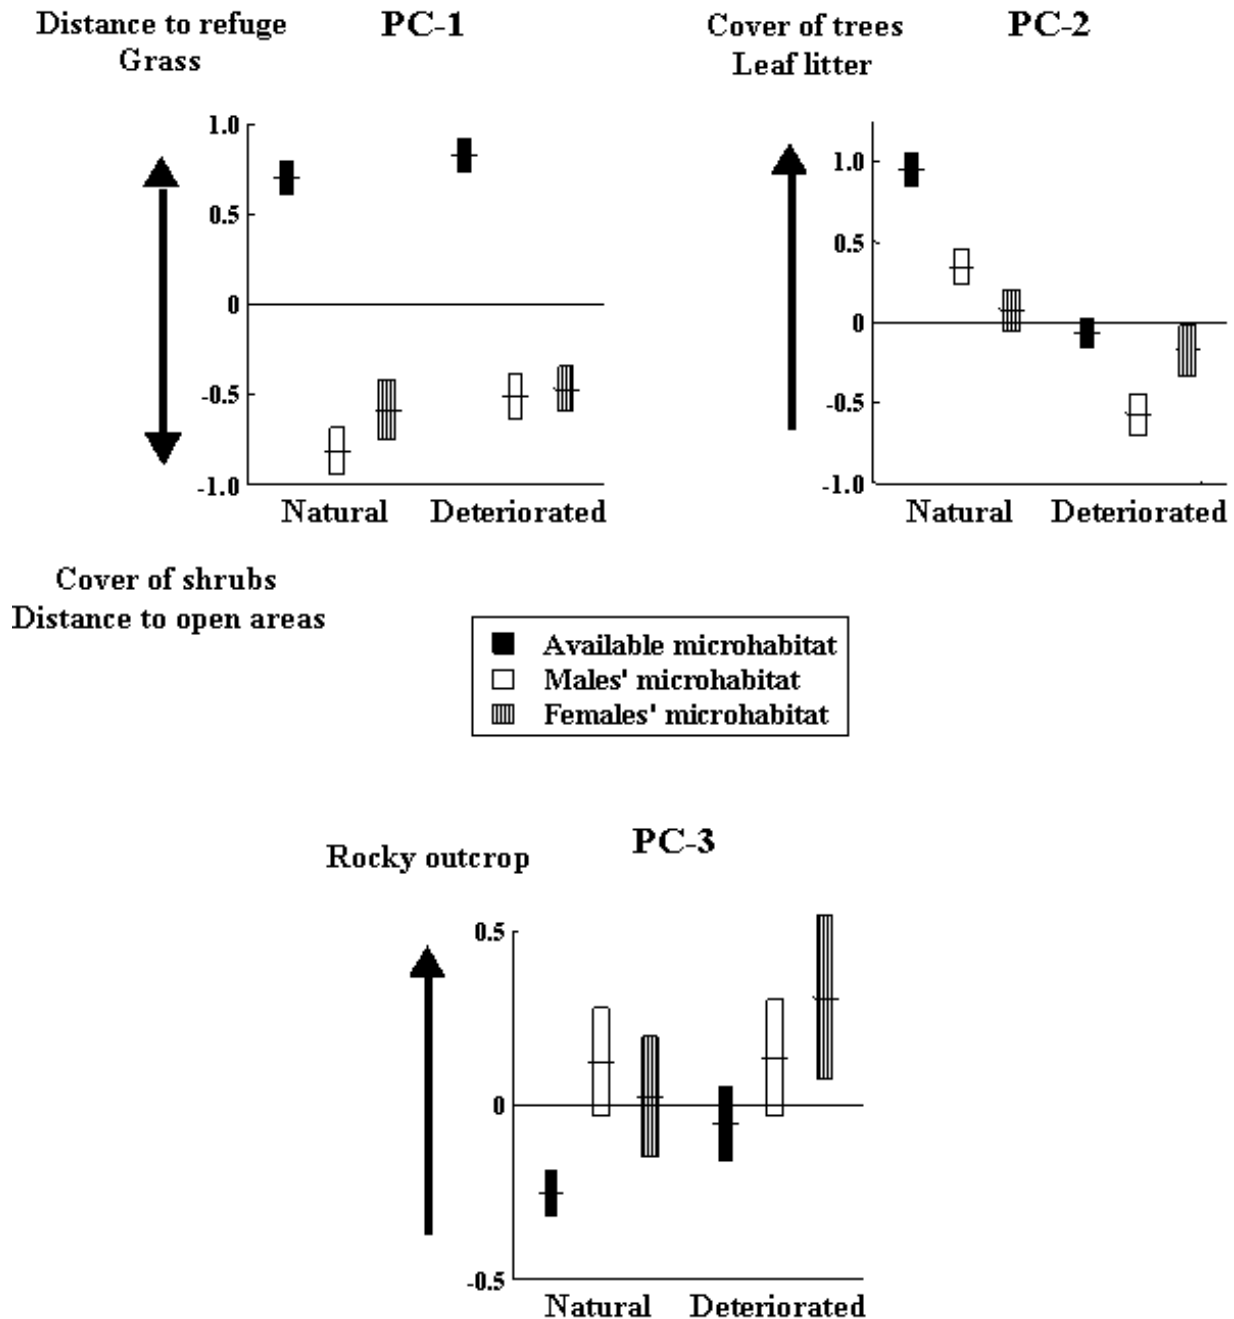 Distance to refuge
Grass
PC-1
1.0
0.5
0
-0.5
-1.0
Natural Deteriorated
Cover of shrubs
Distance to open areas
Cover of trees
Leaf litter
PC-2
1.0
0.5
0
-0.5
-1.0
Natural Deteriorated
Available microhabitat
Males' microhabitat
Females' microhabitat
Rocky outcrop
PC-3
0.5
0
-0.5
Natural Deteriorated